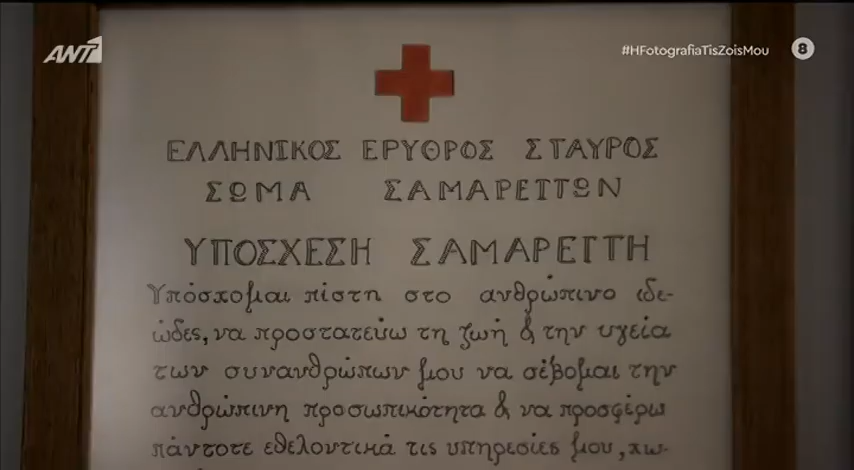 ANT1
#HFotografiaTisZoisMou 8
ΕΛΛΗΝΙΚΟΣ ΕΡΥΘΡΟΣ ΣΤΑΥΡΟΣ
ΣΩΜΑ ΣΑΜΑΡΕΙΤΩΝ
ΥΠΟΣΧΕΣΗ ΣΑΜΑΡΕΙΤΗ
Υπόσχομαι πίστη στο ανθρώπινο ιδε-
ώδες, να προστατεύω τη ζωή & την υγεία
των συνανθρώπων μου να σέβομαι την
ανθρώπινη προσωπικότητα & να προσφέρω
πάντοτε εθελοντικά τις υπηρεσίες μου, χω-